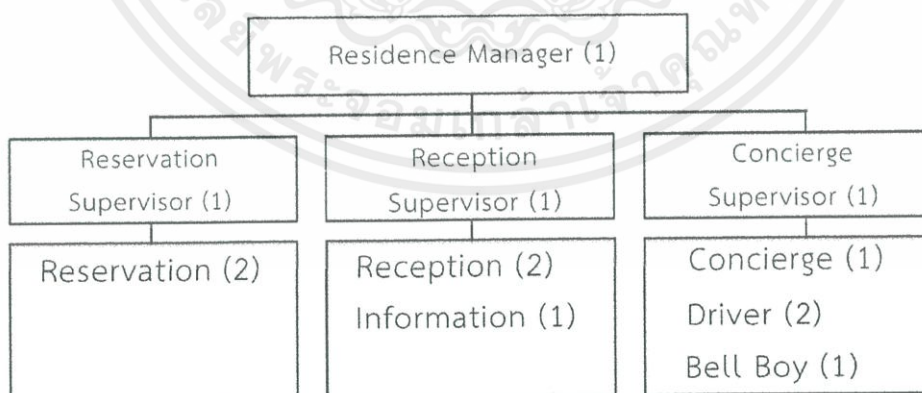 Residence Manager (1)
Reservation
Supervisor (1)
Reception
Supervisor (1)
Concierge
Supervisor (1)
Reservation (2)
Reception (2)
Information (1)
Concierge (1)
Driver (2)
Bell Boy (1)